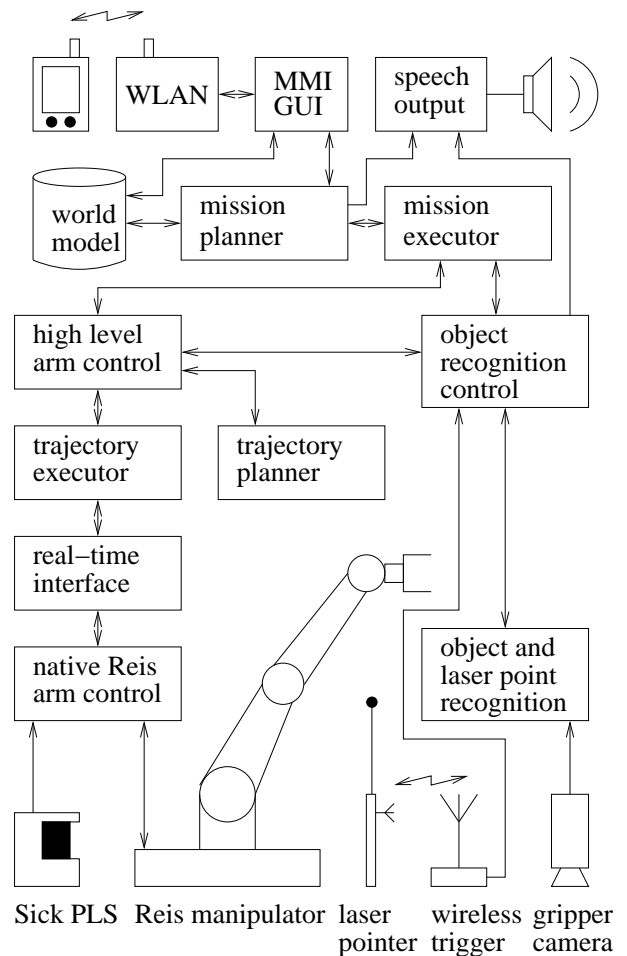 WLAN
MMI
GUI
speech
output
world
model
mission
planner
mission
executor
high level
arm control
object
recognition
control
trajectory
executor
trajectory
planner
real-time
interface
native Reis
arm control
object and
laser point
recognition
Sick PLS
Reis manipulator
laser
pointer
wireless
trigger
gripper
camera